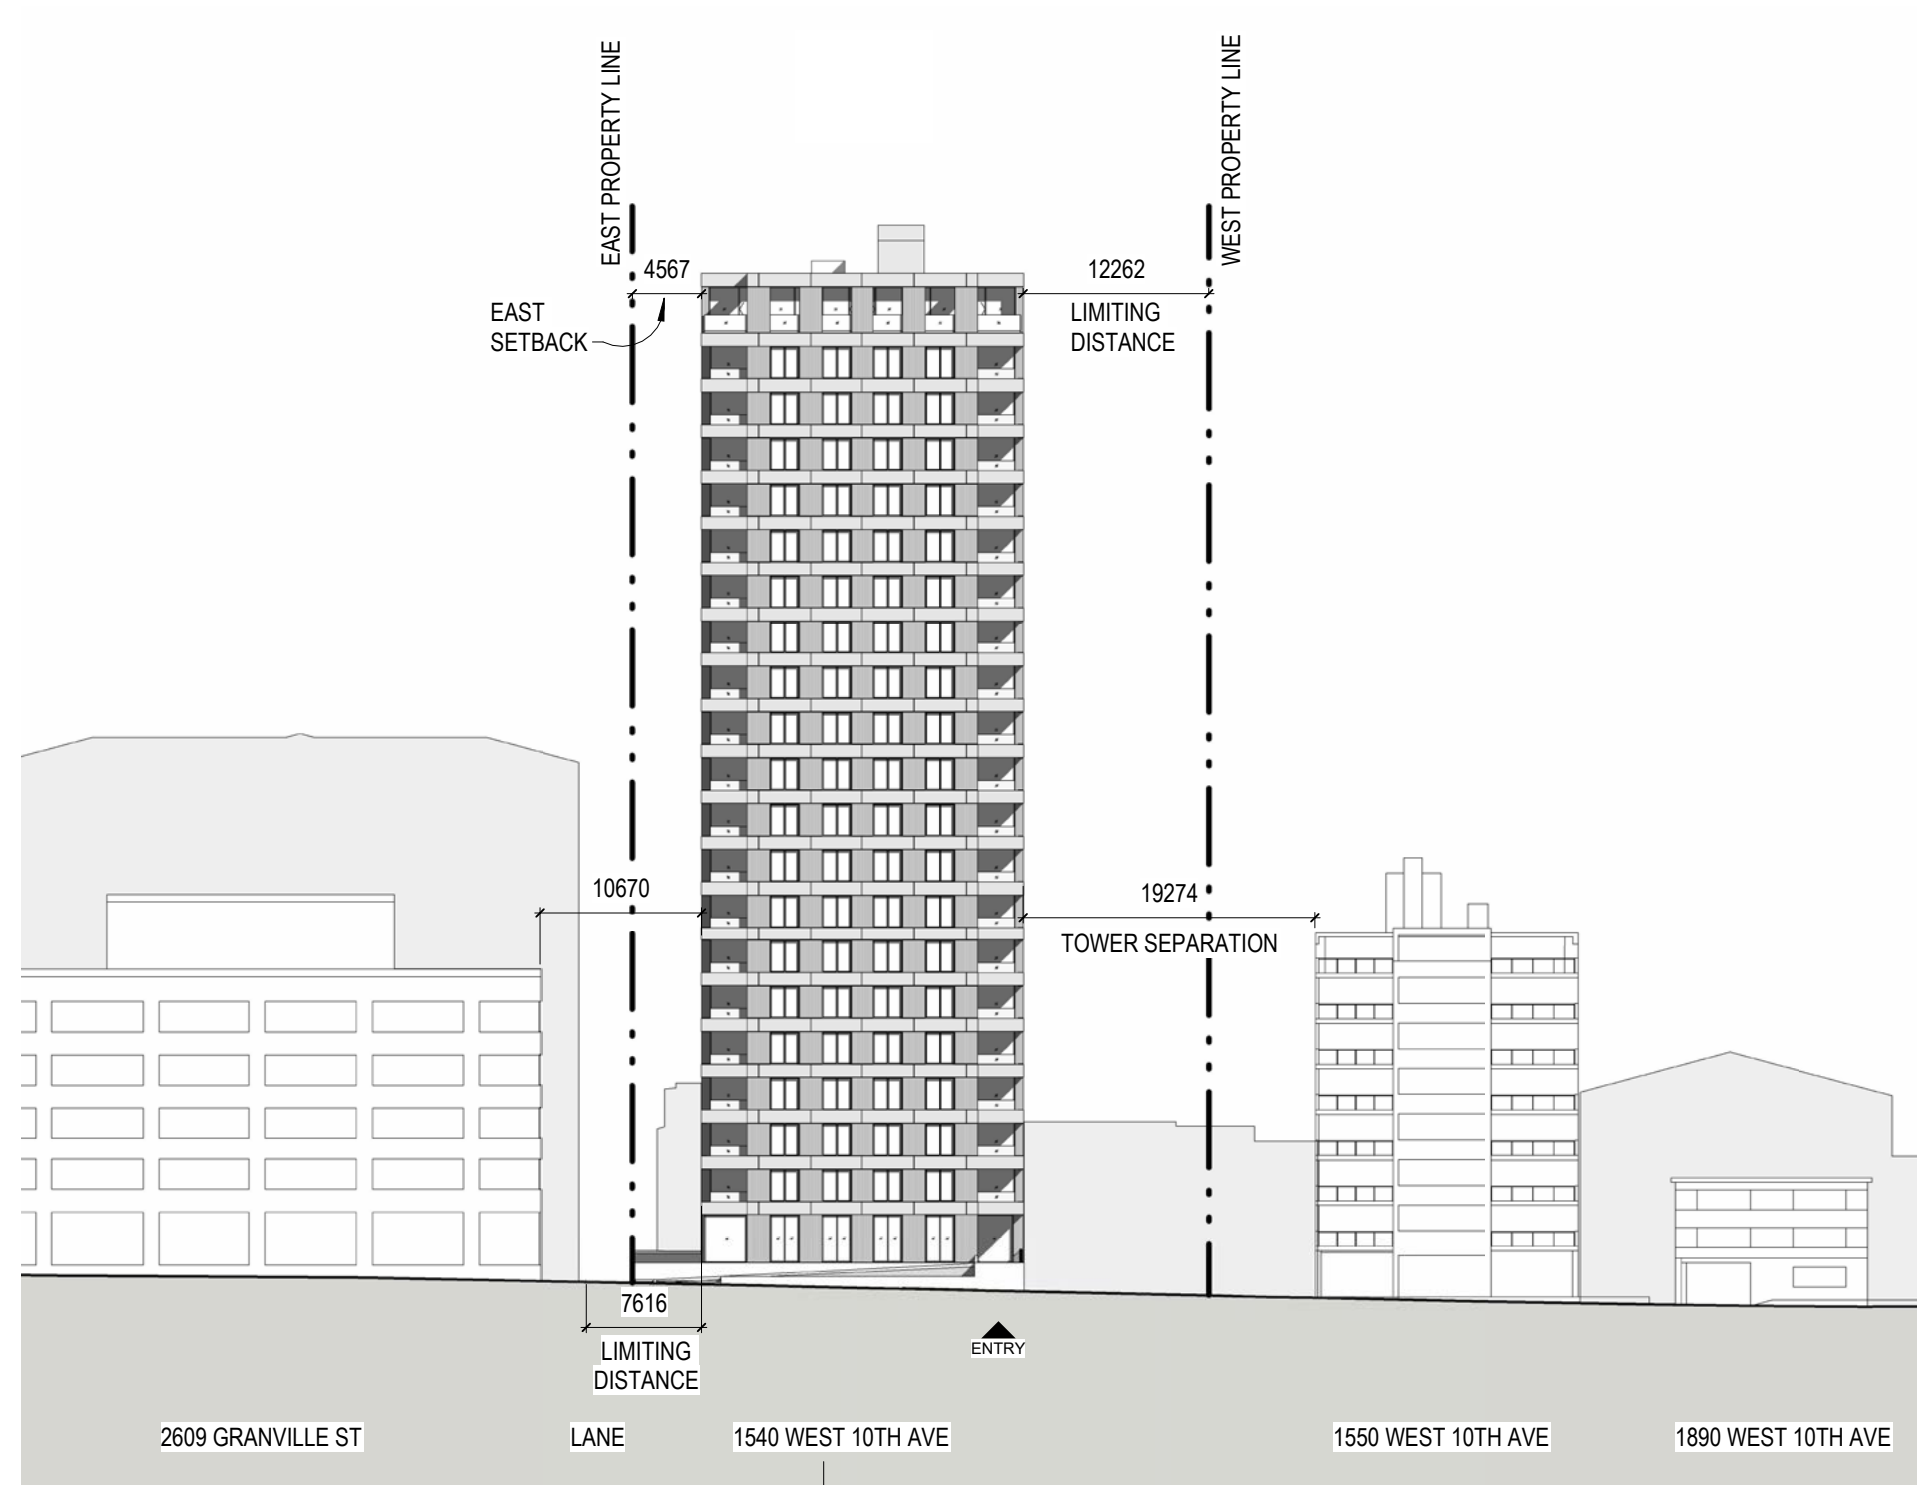 EAST PROPERTY LINE
WEST PROPERTY LINE
4567
12262
EAST
SETBACK
LIMITING
DISTANCE
10670
19274
TOWER SEPARATION
7616
LIMITING
DISTANCE
ENTRY
2609 GRANVILLE ST
LANE
1540 WEST 10TH AVE
1550 WEST 10TH AVE
1890 WEST 10TH AVE